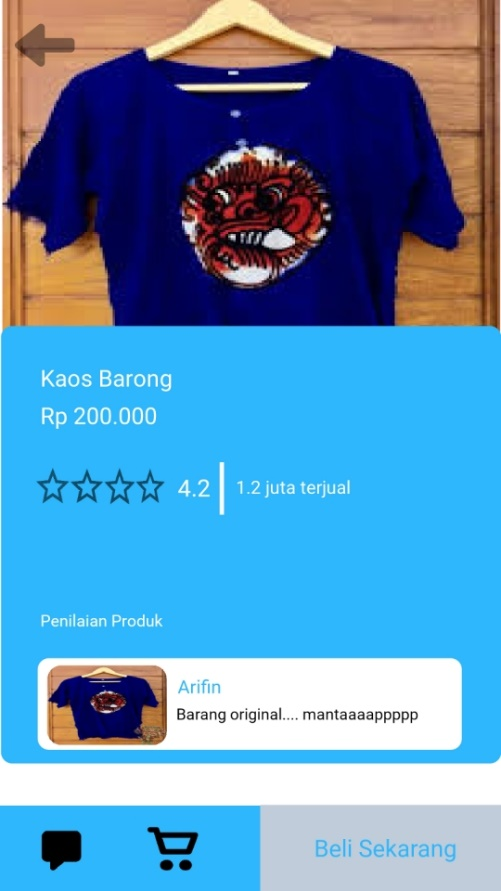 Kaos Barong
Rp 200.000
4.2
1.2 juta terjual
Penilaian Produk
Arifin
Barang original.... mantaaaappppp
Beli Sekarang